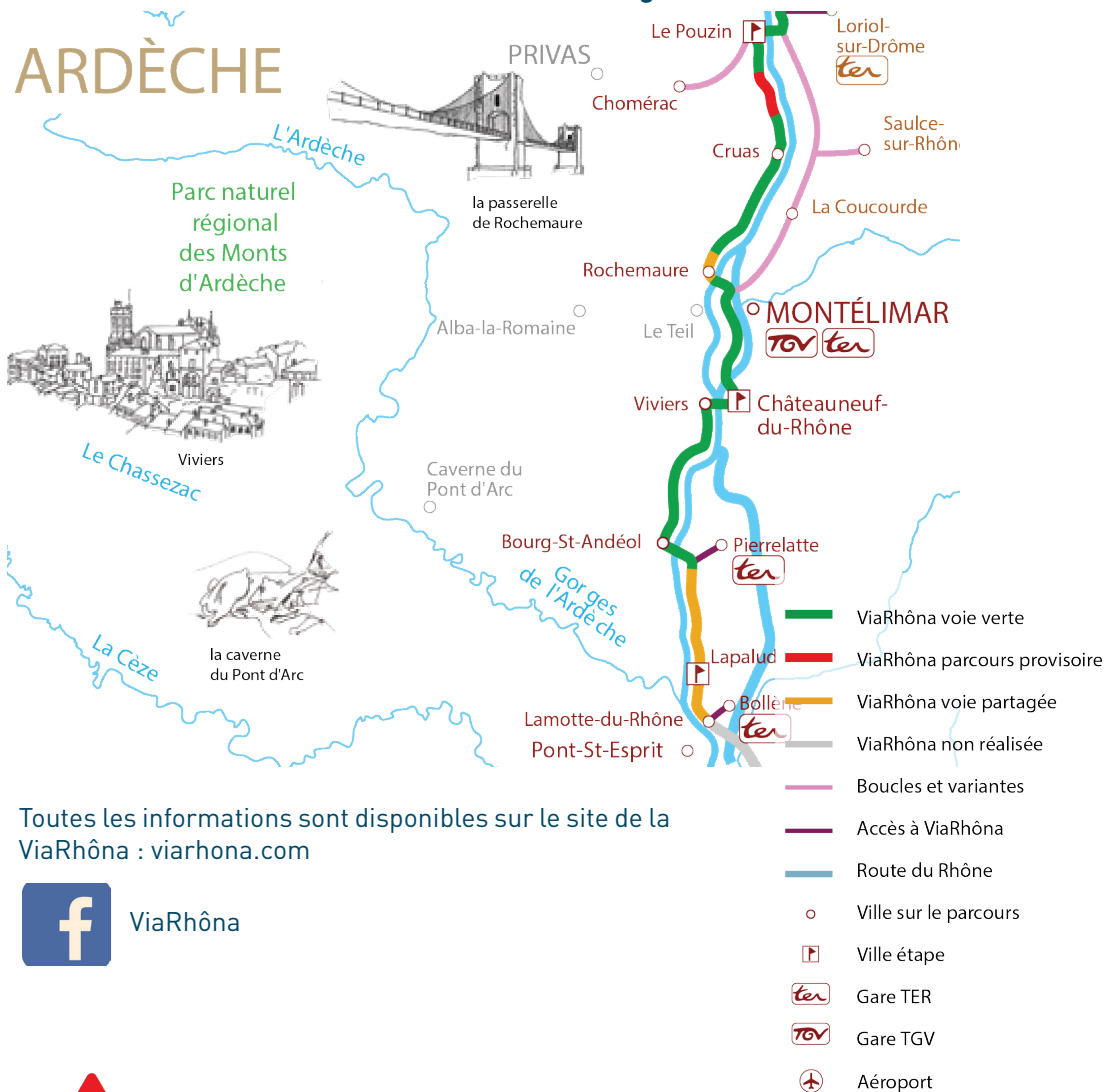 Le Pouzin
Loriol-
sur-Drôme
ter
ARDÈCHE
PRIVAS
Chomérac
Saulce-
sur-Rhôn
L'Ardèche
Cruas
Parc naturel
régional
des Monts
d'Ardèche
la passerelle
de Rochemaure
La Coucourde
Rochemaure
Alba-la-Romaine
Le Teil
MONTÉLIMAR
TGV ter
Viviers
Châteauneuf-
du-Rhône
Le Chassezac
Viviers
Caverne du
Pont d'Arc
Bourg-St-Andéol
Pierrelatte
ter
Gorges
de l'Ardèche
La Cèze
la caverne
du Pont d'Arc
Lapalud
Bollène
ter
Lamotte-du-Rhône
Pont-St-Esprit
ViaRhôna voie verte
ViaRhôna parcours provisoire
ViaRhôna voie partagée
ViaRhôna non réalisée
Boucles et variantes
Accès à ViaRhôna
Route du Rhône
Ville sur le parcours
Ville étape
ter Gare TER
TGV Gare TGV
Aéroport
Toutes les informations sont disponibles sur le site de la
ViaRhôna : viarhona.com
f ViaRhôna